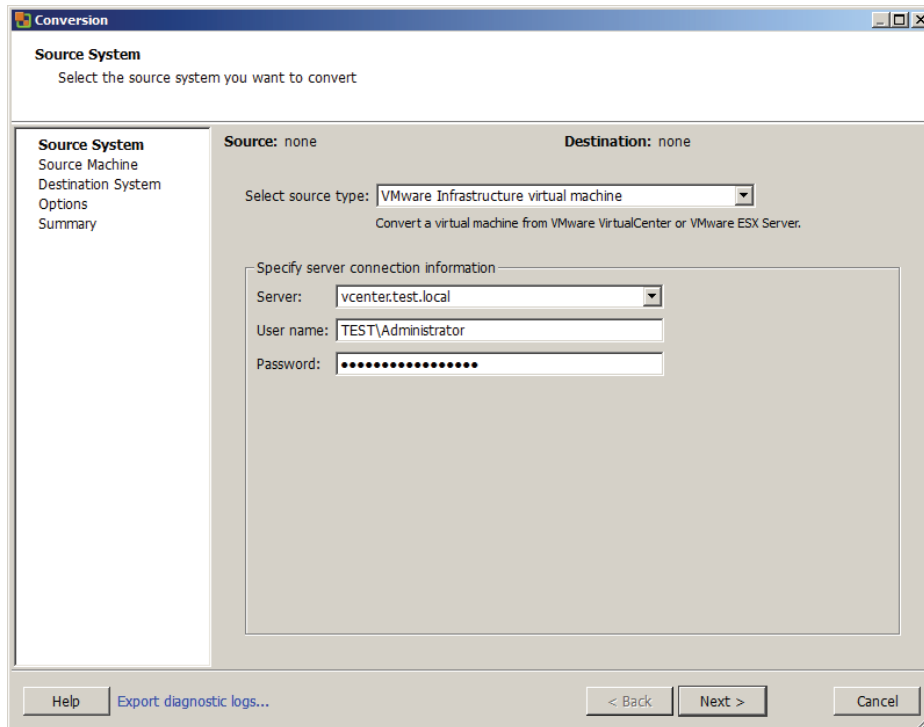 Conversion
Source System
Select the source system you want to convert
Source System
Source Machine
Destination System
Options
Summary
Source: none
Destination: none
Select source type: VMware Infrastructure virtual machine
Convert a virtual machine from VMware VirtualCenter or VMware ESX Server.
Specify server connection information
Server: vcenter.test.local
User name: TEST\Administrator
Password: •••••••••••••••••
Help
Export diagnostic logs...
< Back
Next >
Cancel